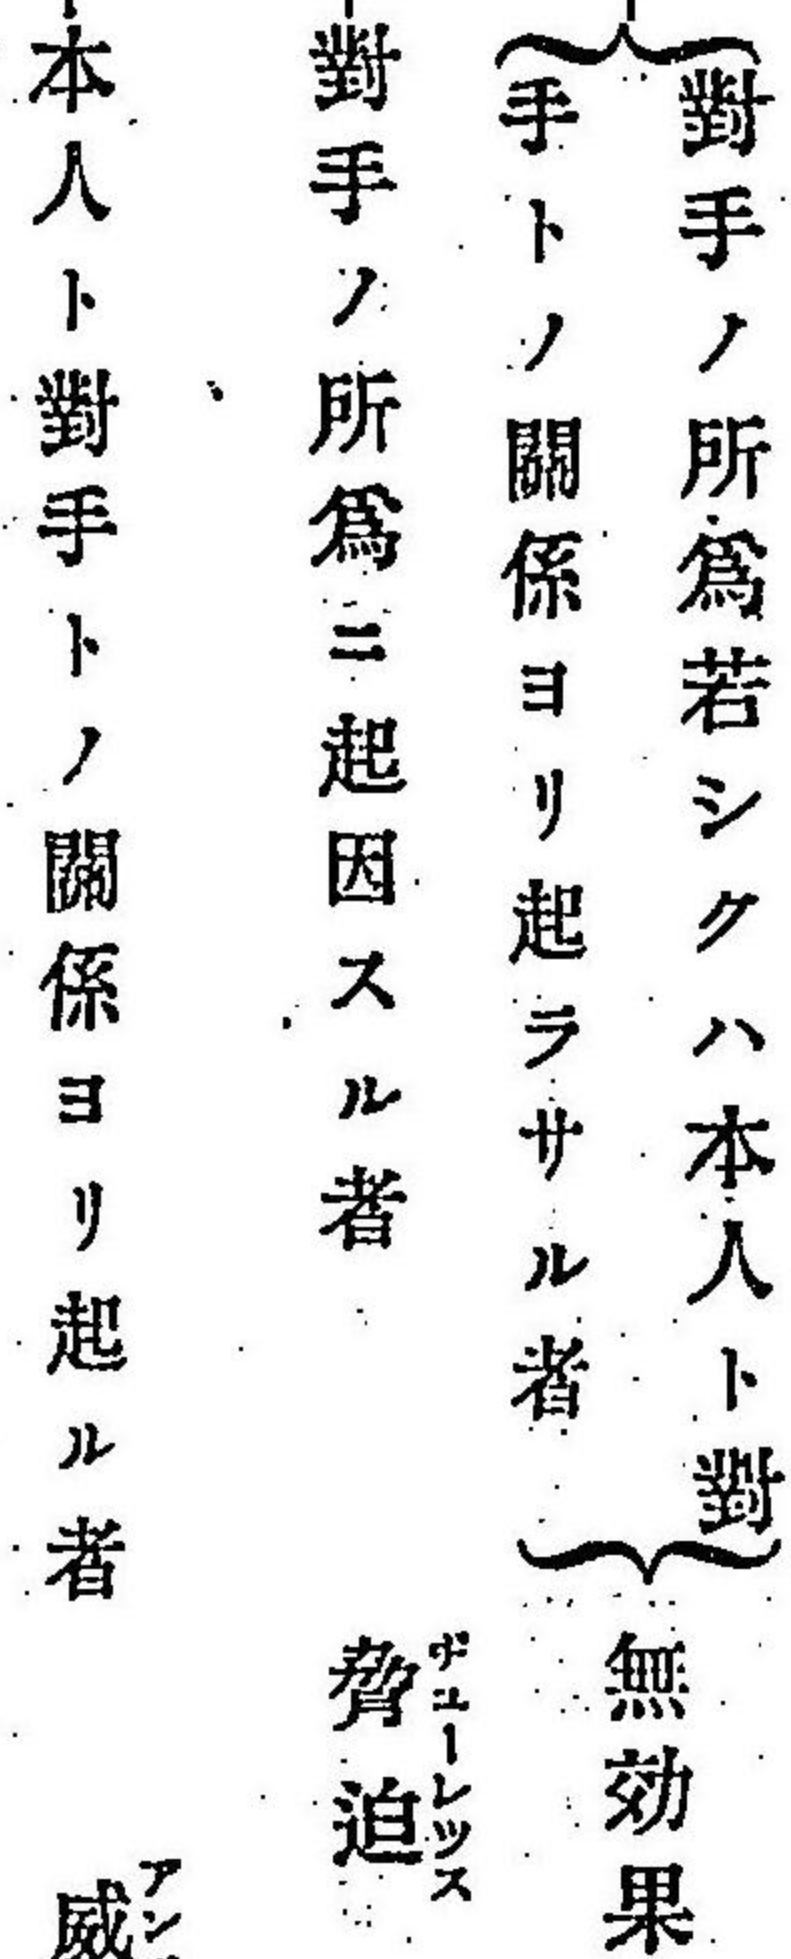 對手ノ所爲若シクハ本人ト對
手トノ關係ヨリ起ラサル者
無効果
對手ノ所爲ニ起因スル者
脅迫
デューレッス
本人ト對手トノ關係ヨリ起ル者
威
アン